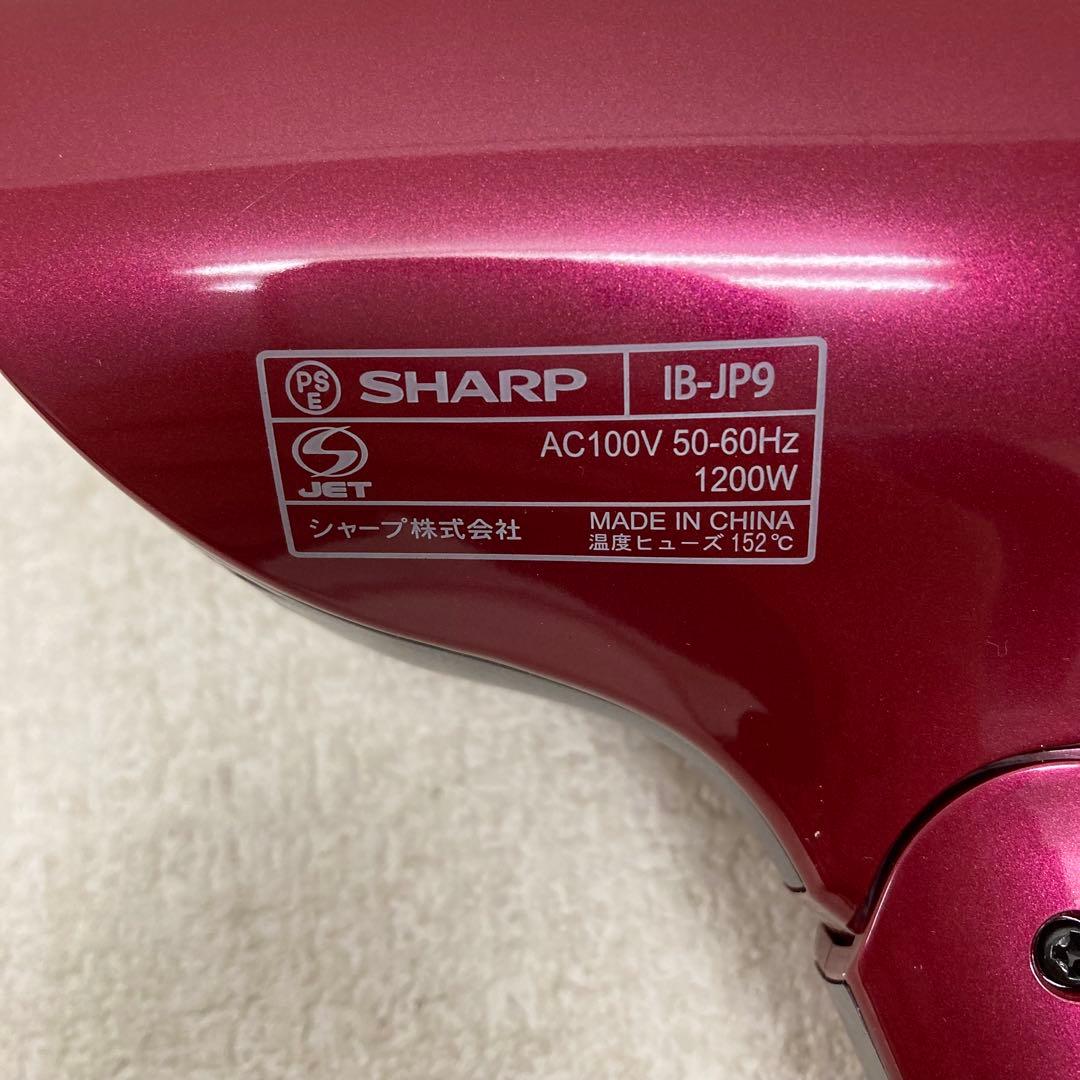 PSE SHARP IB-JP9
JET
AC100V 50-60Hz
1200W
シャープ株式会社
MADE IN CHINA
温度ヒューズ 152℃